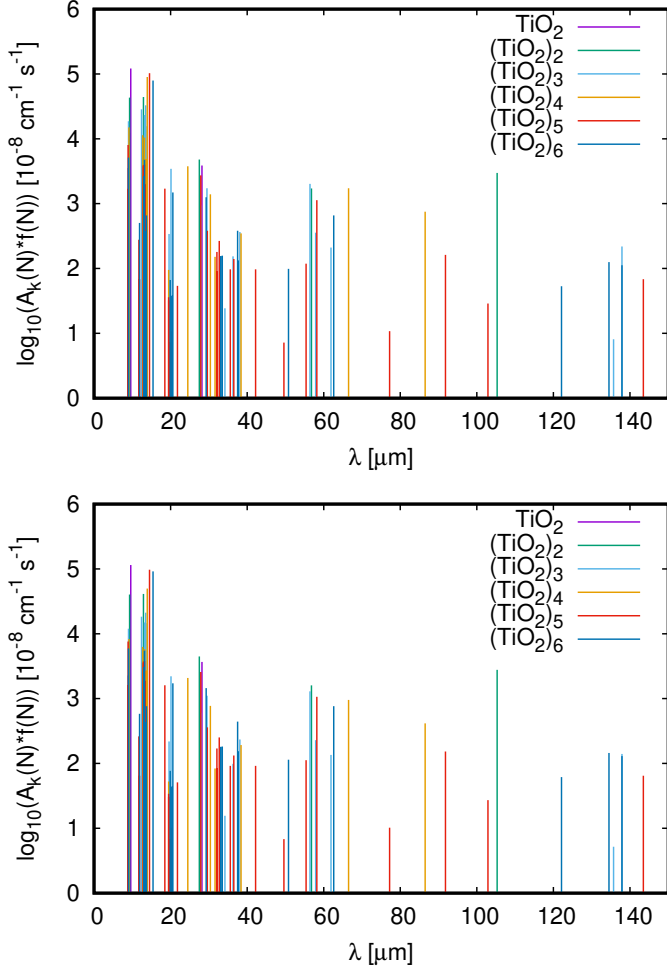 TiO₂
(TiO₂)₂
(TiO₂)₃
(TiO₂)₄
(TiO₂)₅
(TiO₂)₆
log₁₀(Aₖ(N)*f(N)) [10⁻⁸ cm⁻¹ s⁻¹]
6
5
4
3
2
1
0
0 20 40 60 80 100 120 140
λ [μm]
TiO₂
(TiO₂)₂
(TiO₂)₃
(TiO₂)₄
(TiO₂)₅
(TiO₂)₆
log₁₀(Aₖ(N)*f(N)) [10⁻⁸ cm⁻¹ s⁻¹]
6
5
4
3
2
1
0
0 20 40 60 80 100 120 140
λ [μm]